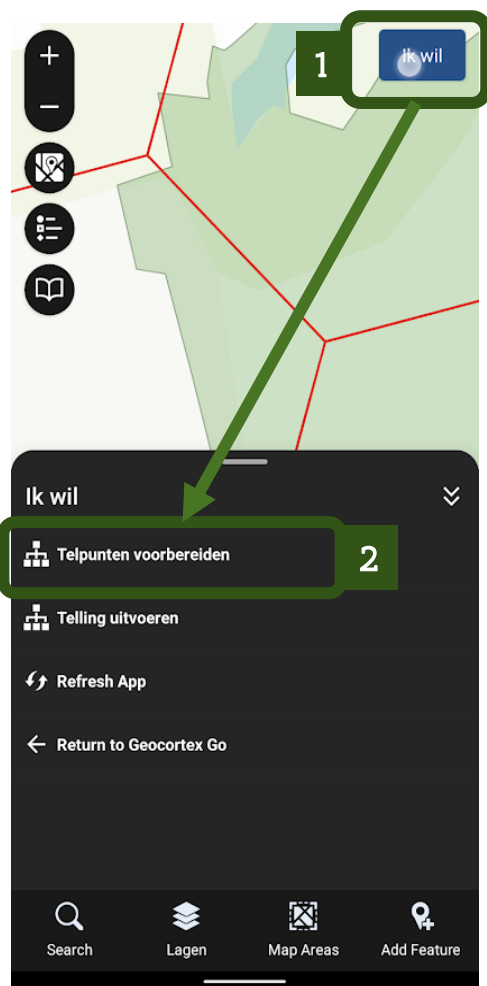 1
Ik wil
Ik wil
Telpunten voorbereiden
2
Telling uitvoeren
Refresh App
Return to Geocortex Go
Search
Lagen
Map Areas
Add Feature